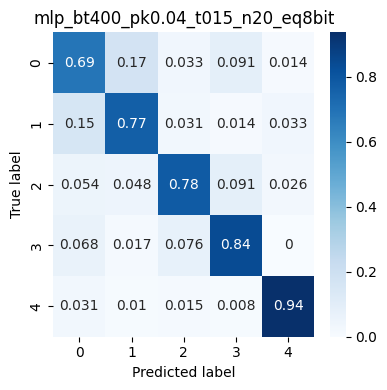 mlp_bt400_pk0.04_t015_n20_eq8bit
0 0.69 0.17 0.033 0.091 0.014
1 0.15 0.77 0.031 0.014 0.033
2 0.054 0.048 0.78 0.091 0.026
3 0.068 0.017 0.076 0.84 0
4 0.031 0.01 0.015 0.008 0.94
0 1 2 3 4
True label
Predicted label
0.8
0.6
0.4
0.2
0.0